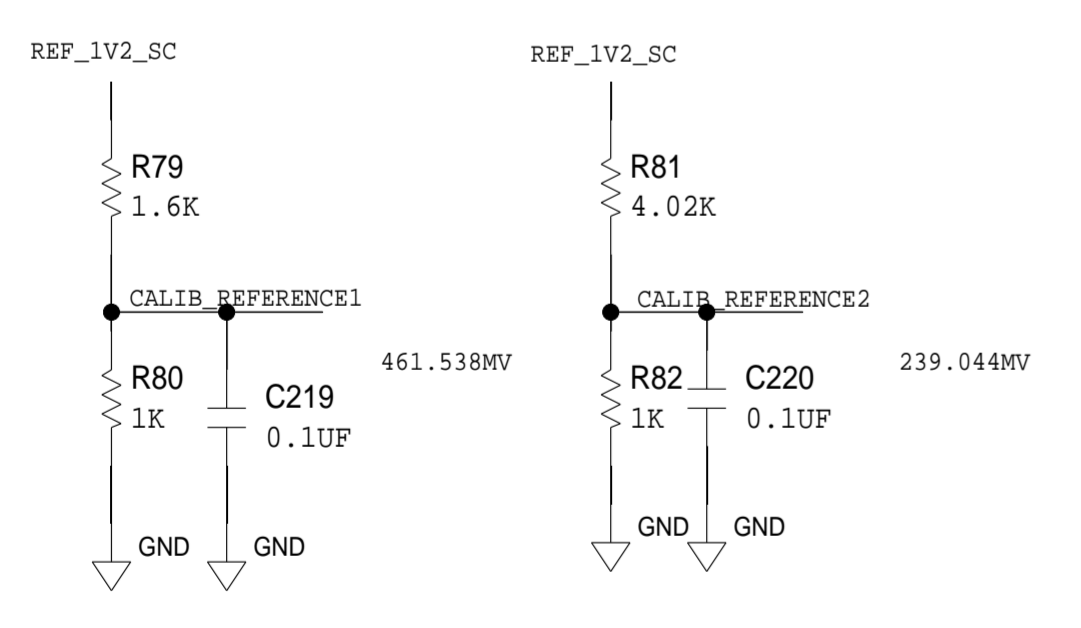 REF_1V2_SC
R79
1.6K
CALIB_REFERENCE1
461.538MV
R80
1K
C219
0.1UF
GND
GND
REF_1V2_SC
R81
4.02K
CALIB_REFERENCE2
239.044MV
R82
1K
C220
0.1UF
GND
GND